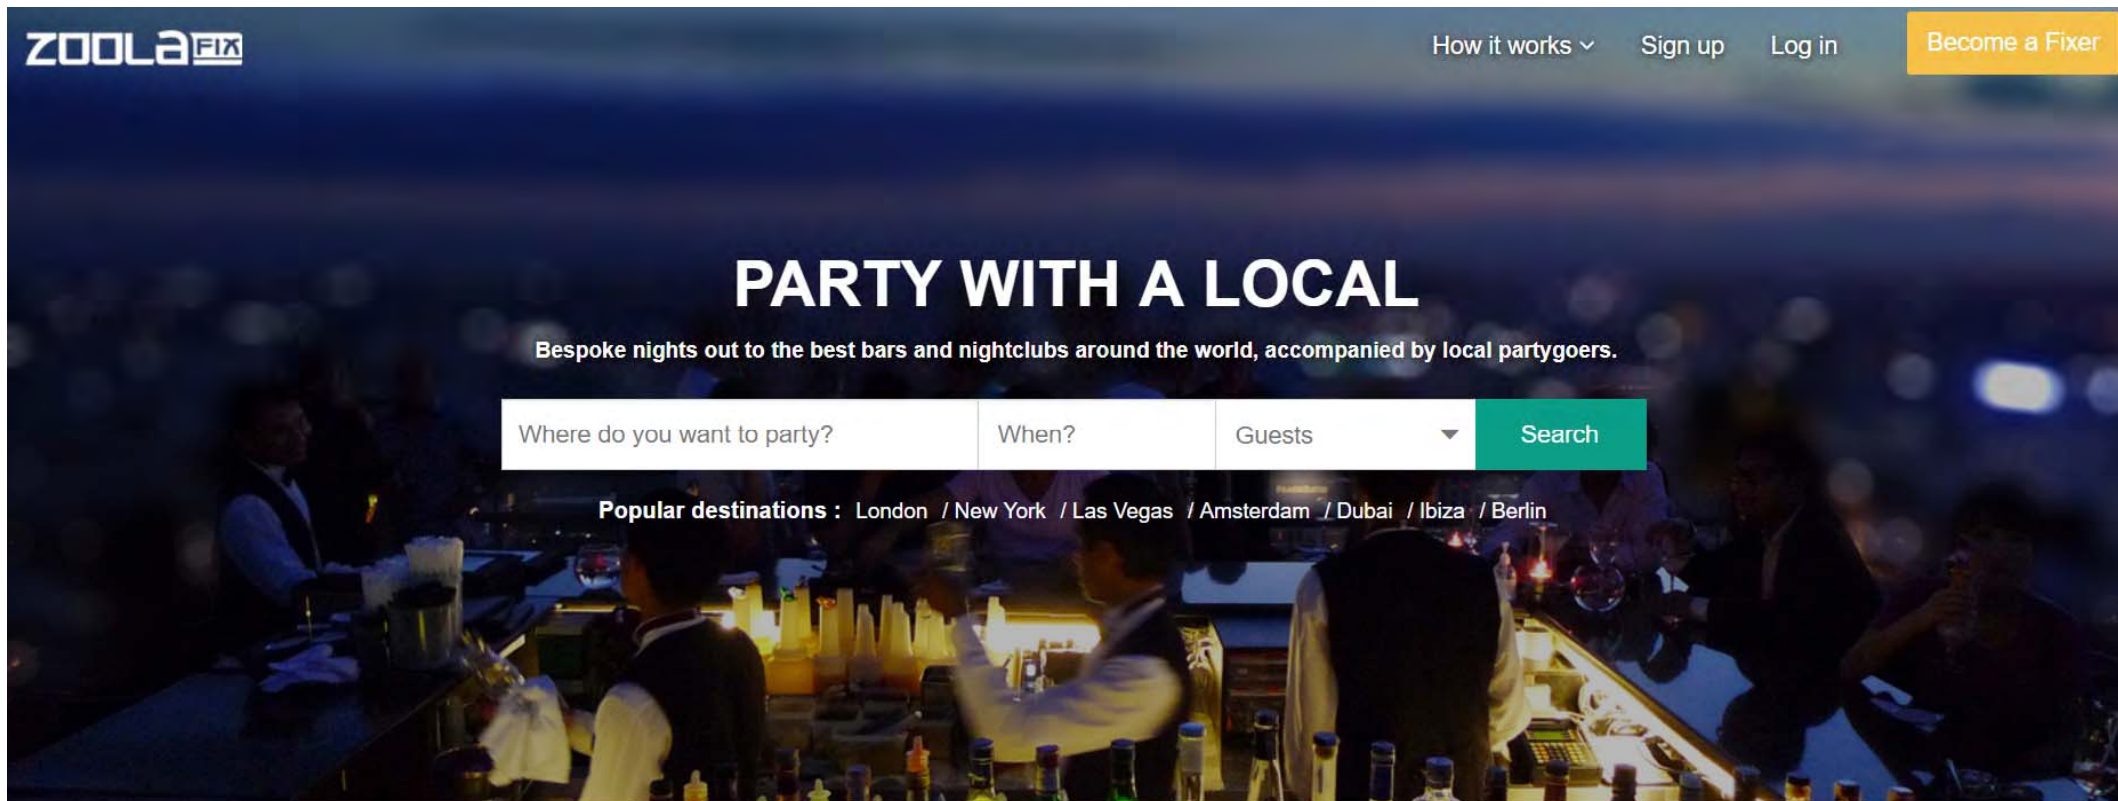 ZOOLA FIX
How it works
Sign up
Log in
Become a Fixer
PARTY WITH A LOCAL
Bespoke nights out to the best bars and nightclubs around the world, accompanied by local partygoers.
Where do you want to party?
When?
Guests
Search
Popular destinations : London / New York / Las Vegas / Amsterdam / Dubai / Ibiza / Berlin